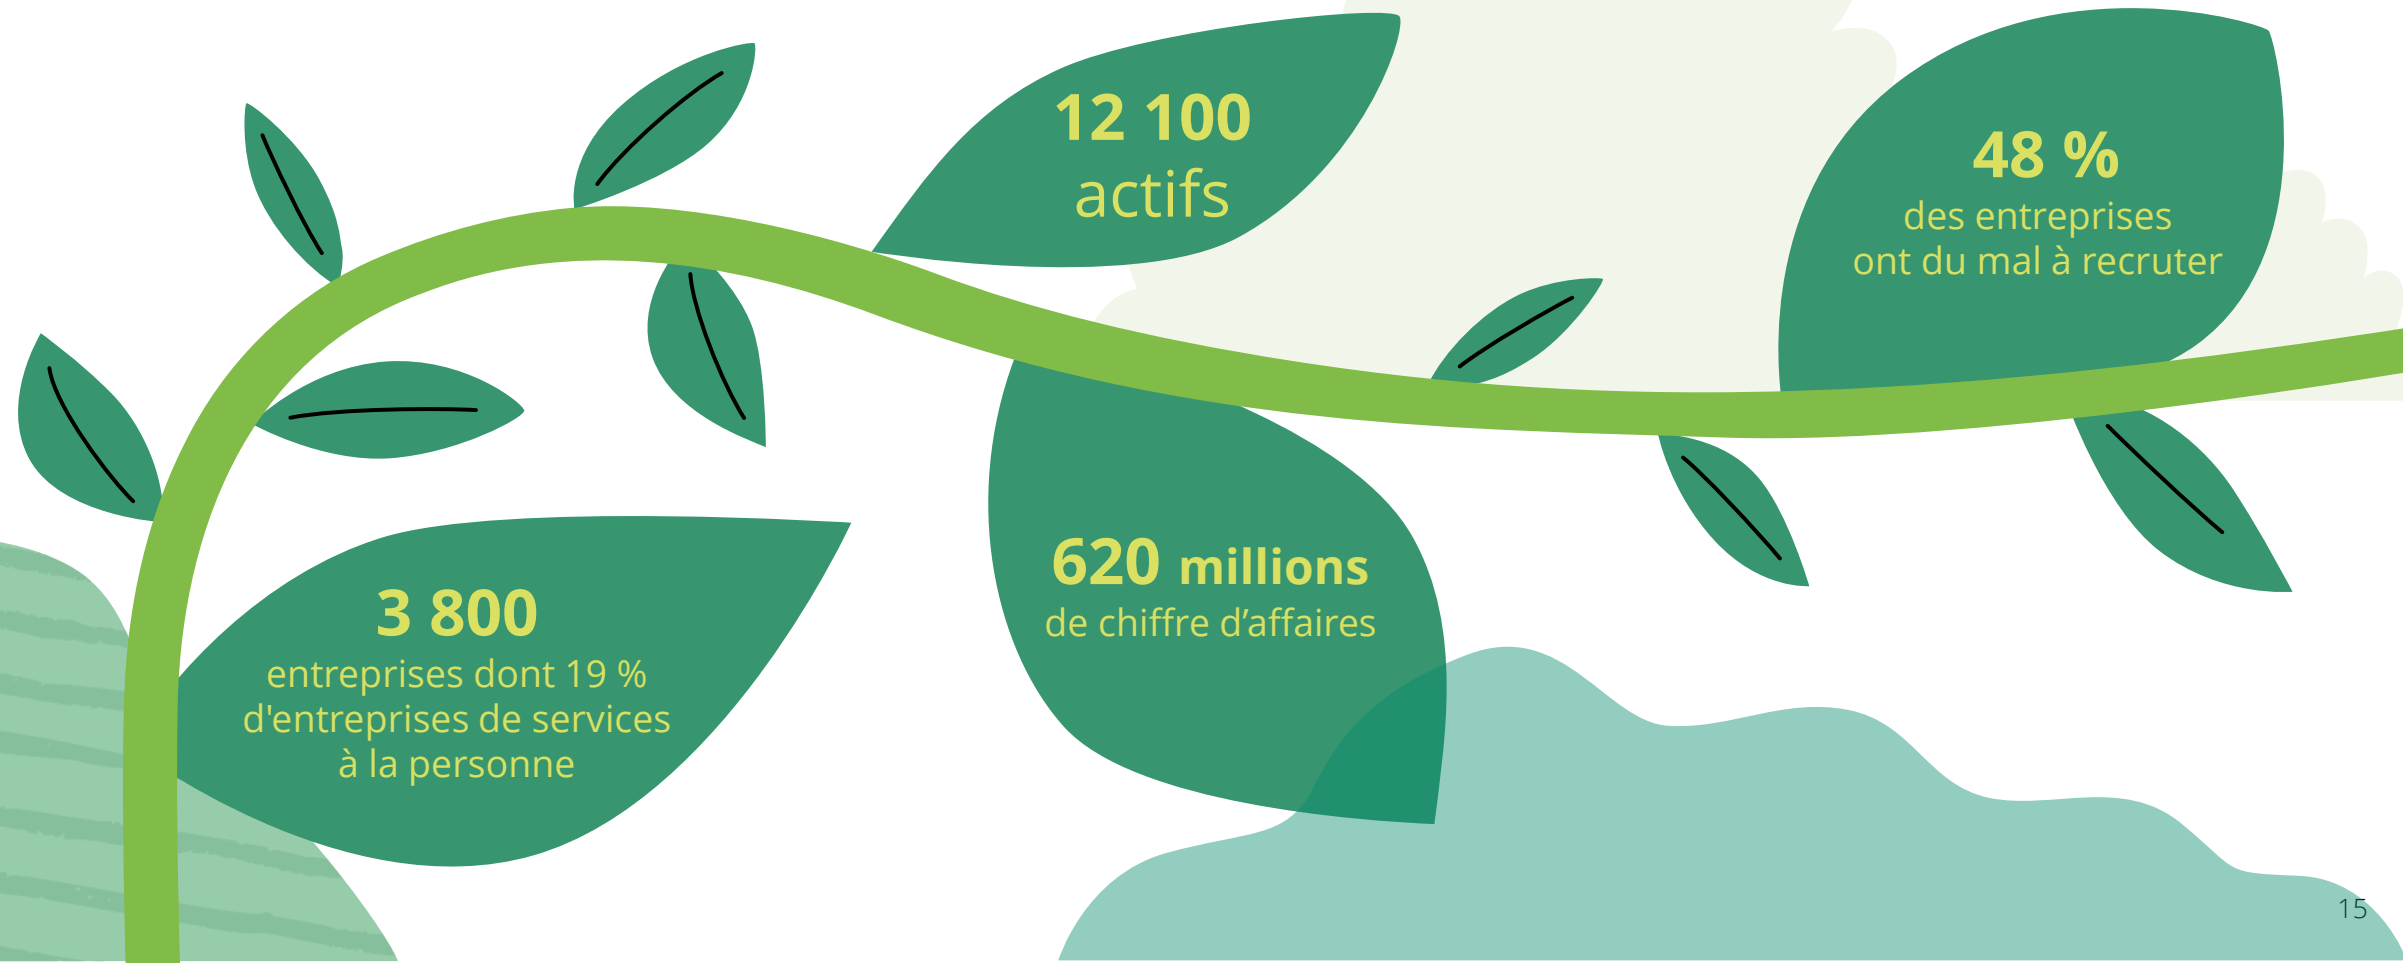 12 100
actifs
48 %
des entreprises
ont du mal à recruter
3 800
entreprises dont 19 %
d'entreprises de services
à la personne
620 millions
de chiffre d’affaires
15